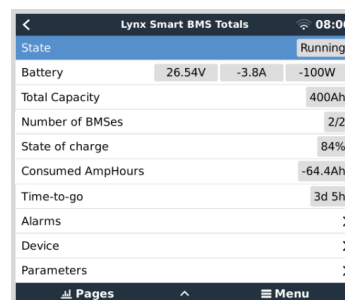 Lynx Smart BMS Totals 08:00
State Running
Battery 26.54V -3.8A -100W
Total Capacity 400Ah
Number of BMSes 2/2
State of charge 84%
Consumed AmpHours -64.4Ah
Time-to-go 3d 5h
Alarms
Device
Parameters
Pages Menu